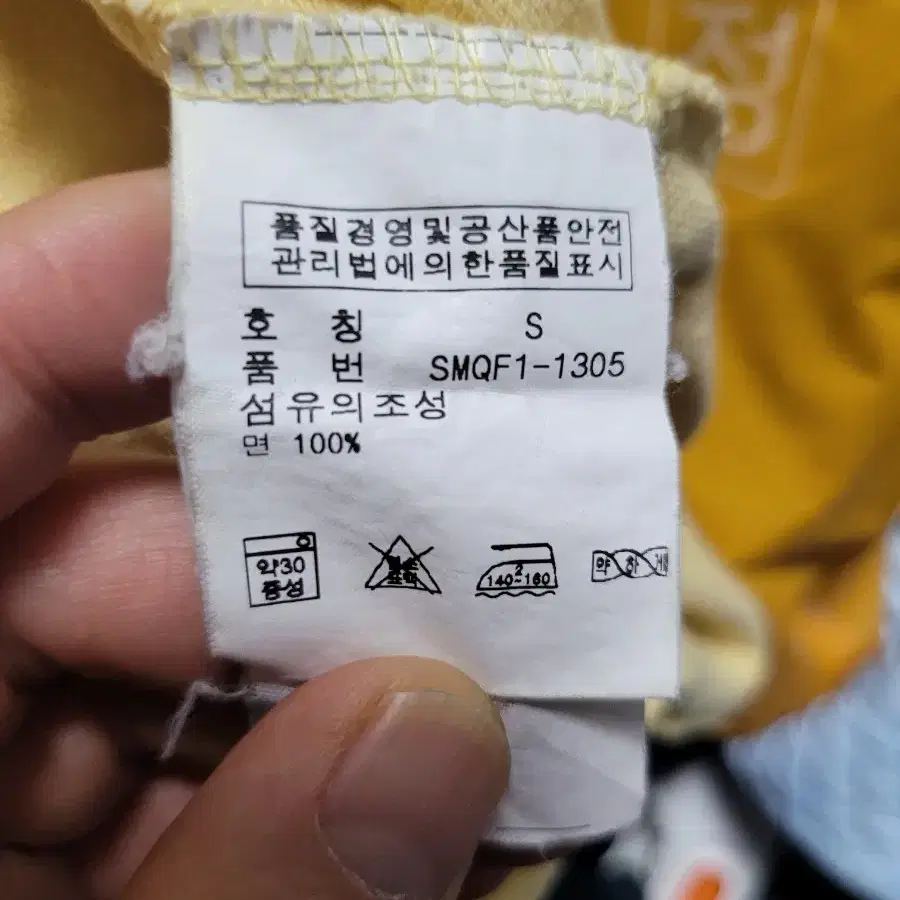 정
품질경영및공산품안전
관리법에의한품질표시
호 칭 S
품 번 SMQF1-1305
섬유의조성
면 100%
약30
중성
2
140~160
약하게